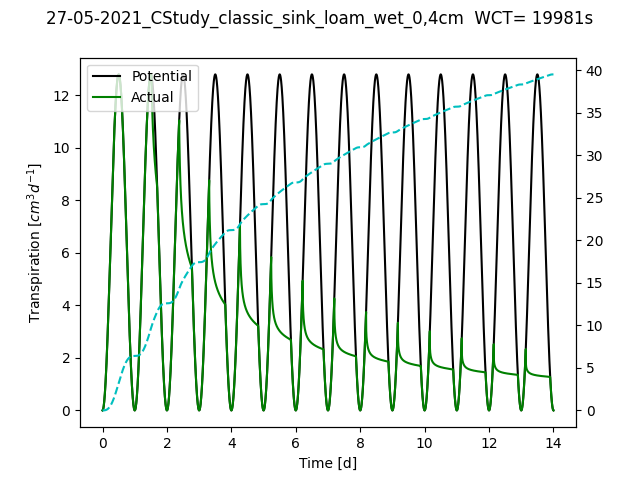 27-05-2021_CStudy_classic_sink_loam_wet_0,4cm WCT= 19981s
Potential
Actual
Transpiration [cm³d⁻¹]
12
10
8
6
4
2
0
40
35
30
25
20
15
10
5
0
0 2 4 6 8 10 12 14
Time [d]